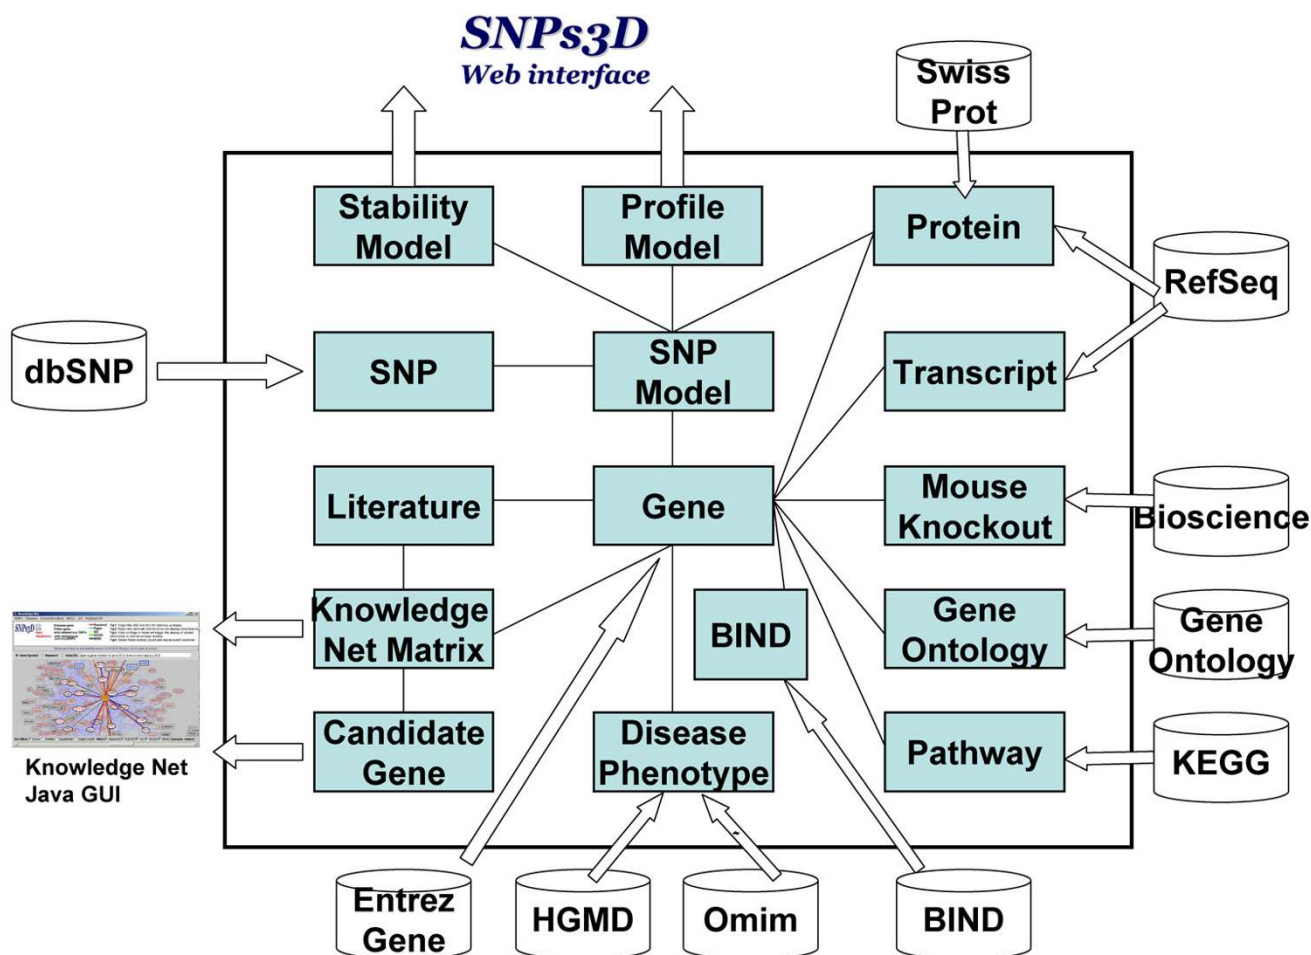 SNPs3D
Web interface
Swiss
Prot
Stability
Model
Profile
Model
Protein
RefSeq
dbSNP
SNP
SNP
Model
Transcript
Literature
Gene
Mouse
Knockout
Bioscience
Knowledge
Net Matrix
BIND
Gene
Ontology
Gene
Ontology
Candidate
Gene
Disease
Phenotype
Pathway
KEGG
Knowledge Net
Java GUI
Entrez
Gene
HGMD
Omim
BIND